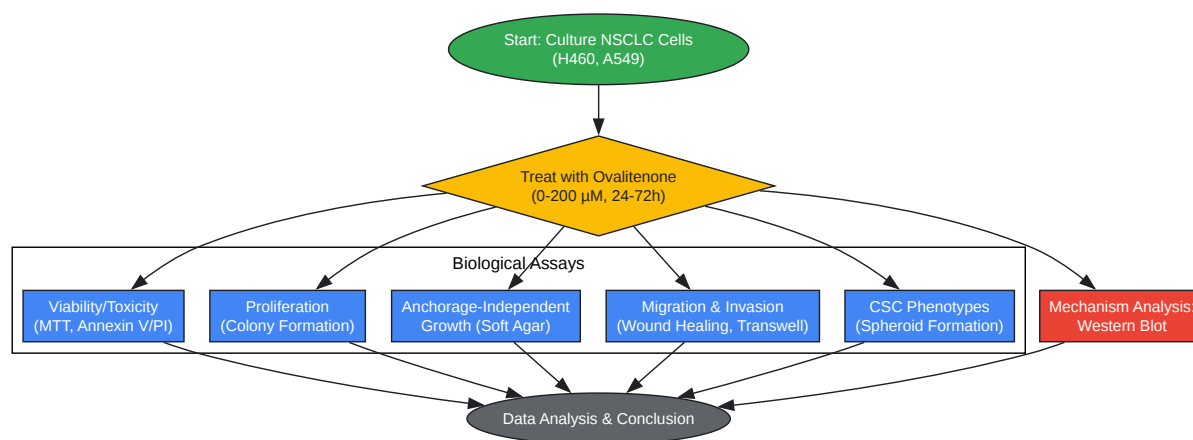 Start: Culture NSCLC Cells
(H460, A549)
Treat with Ovalitenone
(0-200 µM, 24-72h)
Biological Assays
Viability/Toxicity
(MTT, Annexin V/PI)
Proliferation
(Colony Formation)
Anchorage-Independent
Growth (Soft Agar)
Migration & Invasion
(Wound Healing, Transwell)
CSC Phenotypes
(Spheroid Formation)
Mechanism Analysis:
Western Blot
Data Analysis & Conclusion